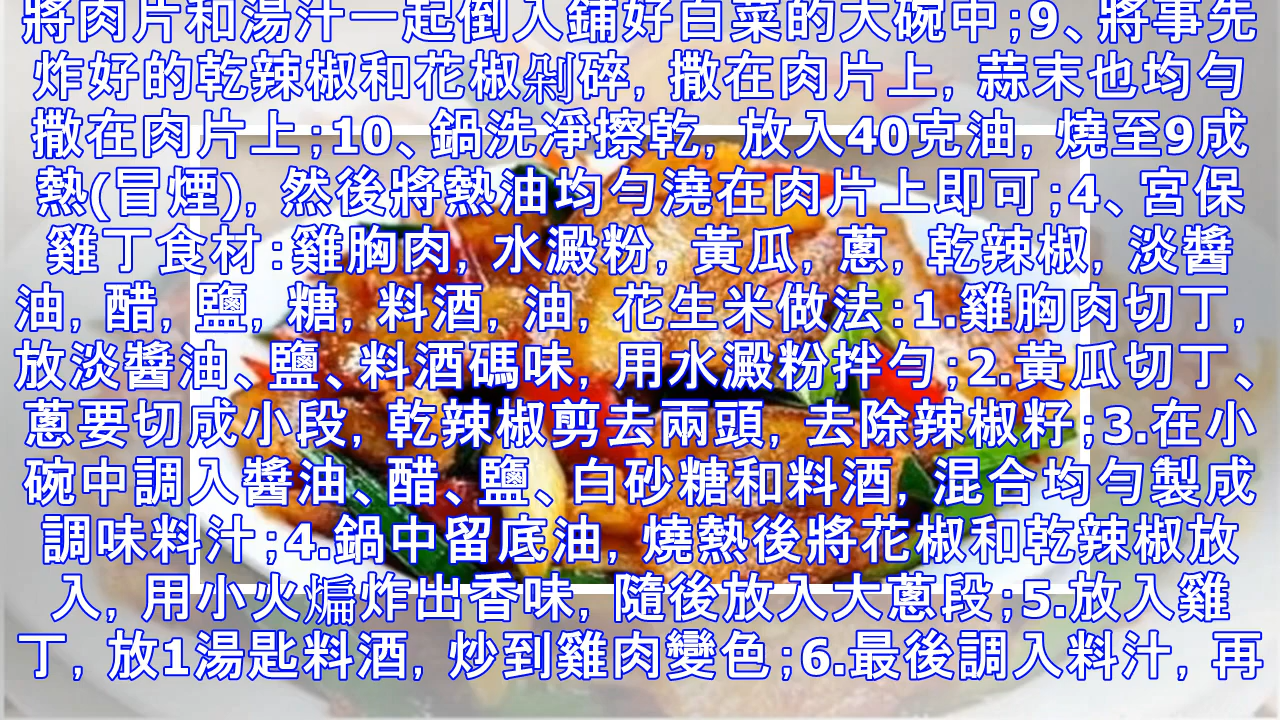 將肉片和湯汁一起倒入鋪好白菜的大碗中;9、將事先
炸好的乾辣椒和花椒剁碎, 撒在肉片上, 蒜末也均勻
撒在肉片上;10、鍋洗凈擦乾, 放入40克油, 燒至9成
熱(冒煙), 然後將熱油均勻澆在肉片上即可;4、宮保
雞丁食材:雞胸肉, 水澱粉, 黃瓜, 蔥, 乾辣椒, 淡醬
油, 醋, 鹽, 糖, 料酒, 油, 花生米做法:1.雞胸肉切丁,
放淡醬油、鹽、料酒碼味, 用水澱粉拌勻;2.黃瓜切丁、
蔥要切成小段, 乾辣椒剪去兩頭, 去除辣椒籽;3.在小
碗中調入醬油、醋、鹽、白砂糖和料酒, 混合均勻製成
調味料汁;4.鍋中留底油, 燒熱後將花椒和乾辣椒放
入, 用小火煸炸出香味, 隨後放入大蔥段;5.放入雞
丁, 放1湯匙料酒, 炒到雞肉變色;6.最後調入料汁, 再